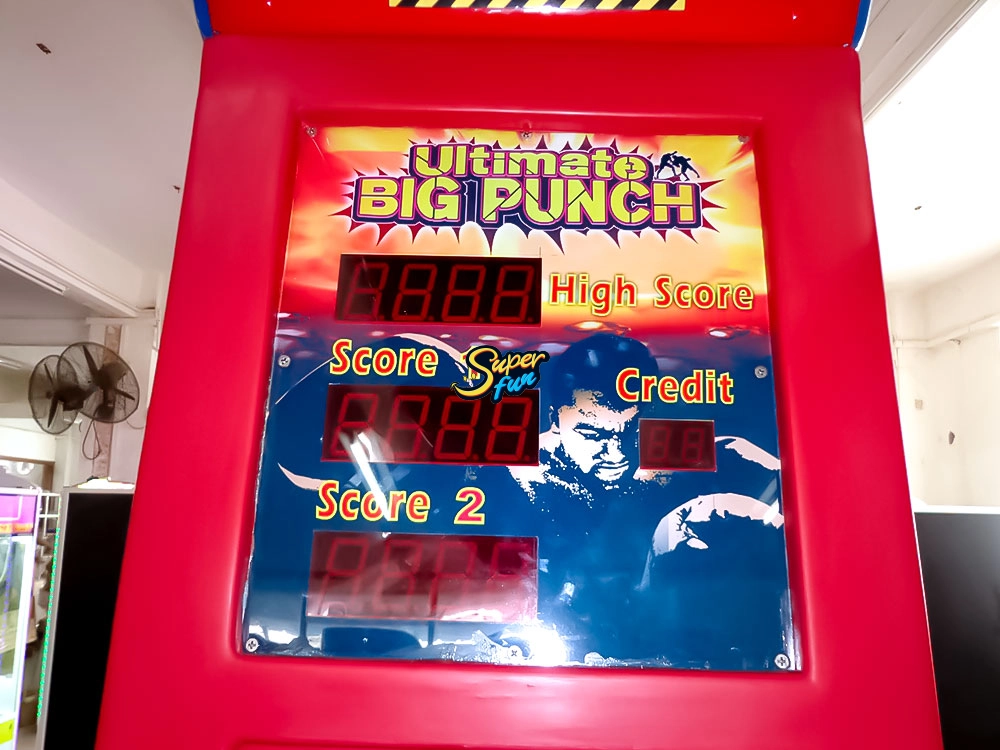 Ultimate
BIG PUNCH
High Score
Score
Super
fun
Credit
Score 2